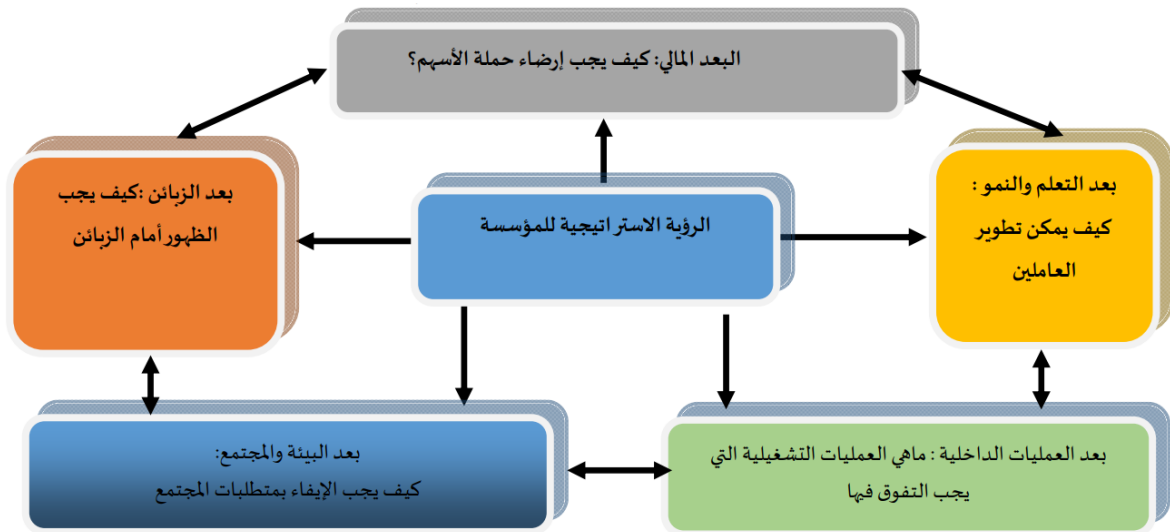 البعد المالي: كيف يجب إرضاء حملة الأسهم؟
بعد التعلم والنمو :
كيف يمكن تطوير
العاملين
الرؤية الاستراتيجية للمؤسسة
بعد الزبائن :كيف يجب
الظهور أمام الزبائن
بعد العمليات الداخلية : ماهي العمليات التشغيلية التي
يجب التفوق فيها
بعد البيئة والمجتمع:
كيف يجب الإيفاء بمتطلبات المجتمع